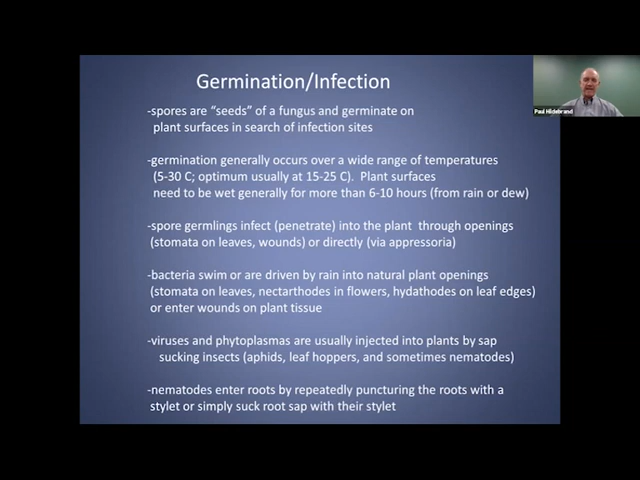 Germination/Infection
-spores are “seeds” of a fungus and germinate on
plant surfaces in search of infection sites
-germination generally occurs over a wide range of temperatures
(5-30 C; optimum usually at 15-25 C). Plant surfaces
need to be wet generally for more than 6-10 hours (from rain or dew)
-spore germlings infect (penetrate) into the plant through openings
(stomata on leaves, wounds) or directly (via appressoria)
-bacteria swim or are driven by rain into natural plant openings
(stomata on leaves, nectarthodes in flowers, hydathodes on leaf edges)
or enter wounds on plant tissue
-viruses and phytoplasmas are usually injected into plants by sap
sucking insects (aphids, leaf hoppers, and sometimes nematodes)
-nematodes enter roots by repeatedly puncturing the roots with a
stylet or simply suck root sap with their stylet
Paul Hildebrand